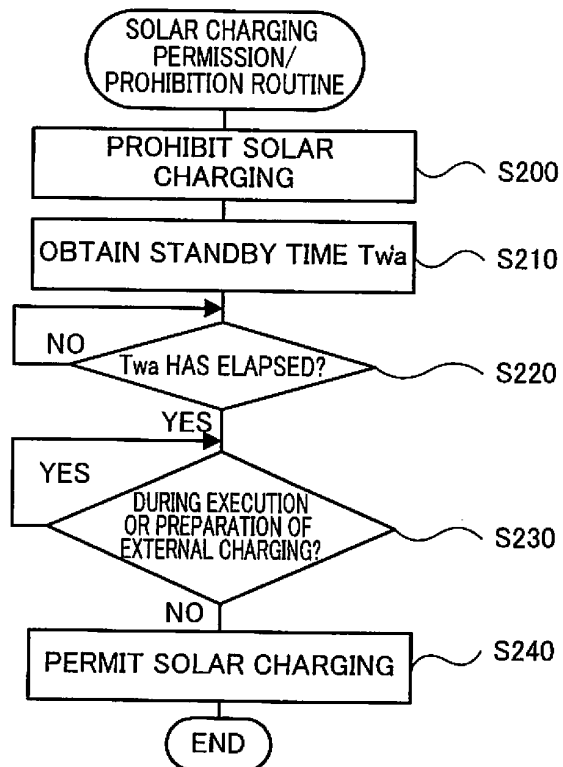 SOLAR CHARGING
PERMISSION/
PROHIBITION ROUTINE
PROHIBIT SOLAR
CHARGING
S200
OBTAIN STANDBY TIME Twa
S210
NO
Twa HAS ELAPSED?
S220
YES
YES
DURING EXECUTION
OR PREPARATION OF
EXTERNAL CHARGING?
S230
NO
PERMIT SOLAR CHARGING
S240
END